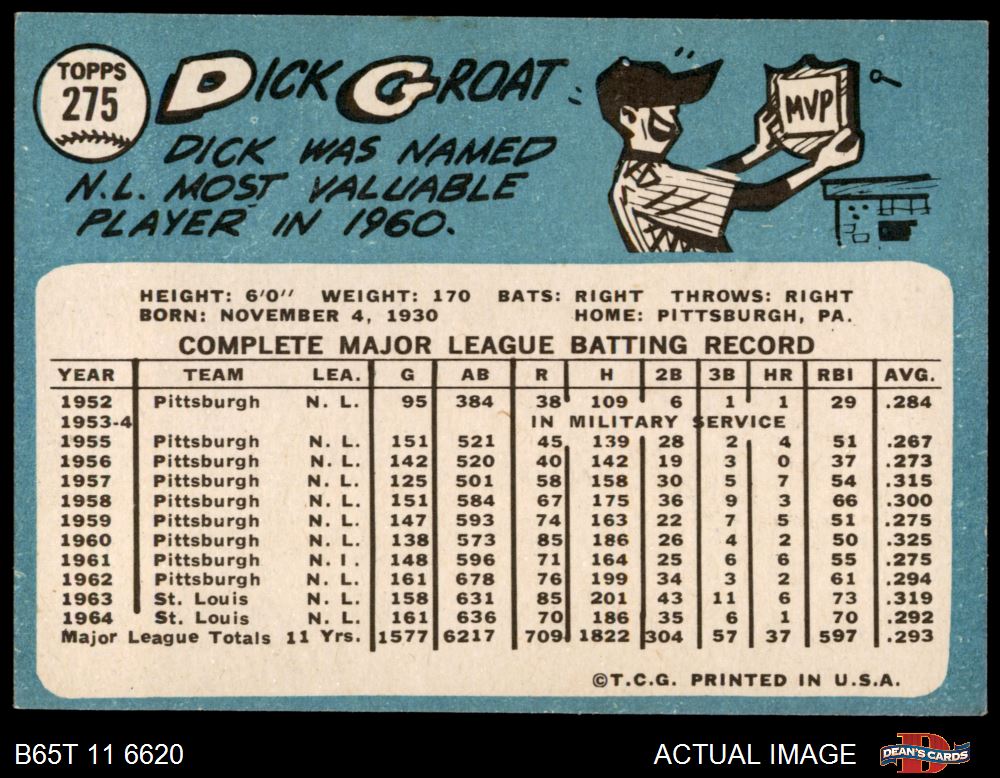 TOPPS
275
DICK GROAT
DICK WAS NAMED
N.L. MOST VALUABLE
PLAYER IN 1960.
MVP
HEIGHT: 6'0" WEIGHT: 170 BATS: RIGHT THROWS: RIGHT
BORN: NOVEMBER 4, 1930 HOME: PITTSBURGH, PA.
COMPLETE MAJOR LEAGUE BATTING RECORD
YEAR TEAM LEA. G AB R H 2B 3B HR RBI AVG.
1952 Pittsburgh N. L. 95 384 38 109 6 1 1 29 .284
1953-4 IN MILITARY SERVICE
1955 Pittsburgh N. L. 151 521 45 139 28 2 4 51 .267
1956 Pittsburgh N. L. 142 520 40 142 19 3 0 37 .273
1957 Pittsburgh N. L. 125 501 58 158 30 5 7 54 .315
1958 Pittsburgh N. L. 151 584 67 175 36 9 3 66 .300
1959 Pittsburgh N. L. 147 593 74 163 22 7 5 51 .275
1960 Pittsburgh N. L. 138 573 85 186 26 4 2 50 .325
1961 Pittsburgh N. I. 148 596 71 164 25 6 6 55 .275
1962 Pittsburgh N. L. 161 678 76 199 34 3 2 61 .294
1963 St. Louis N. L. 158 631 85 201 43 11 6 73 .319
1964 St. Louis N. L. 161 636 70 186 35 6 1 70 .292
Major League Totals 11 Yrs. 1577 6217 709 1822 304 57 37 597 .293
©T.C.G. PRINTED IN U.S.A.
B65T 11 6620 ACTUAL IMAGE
DEAN'S CARDS